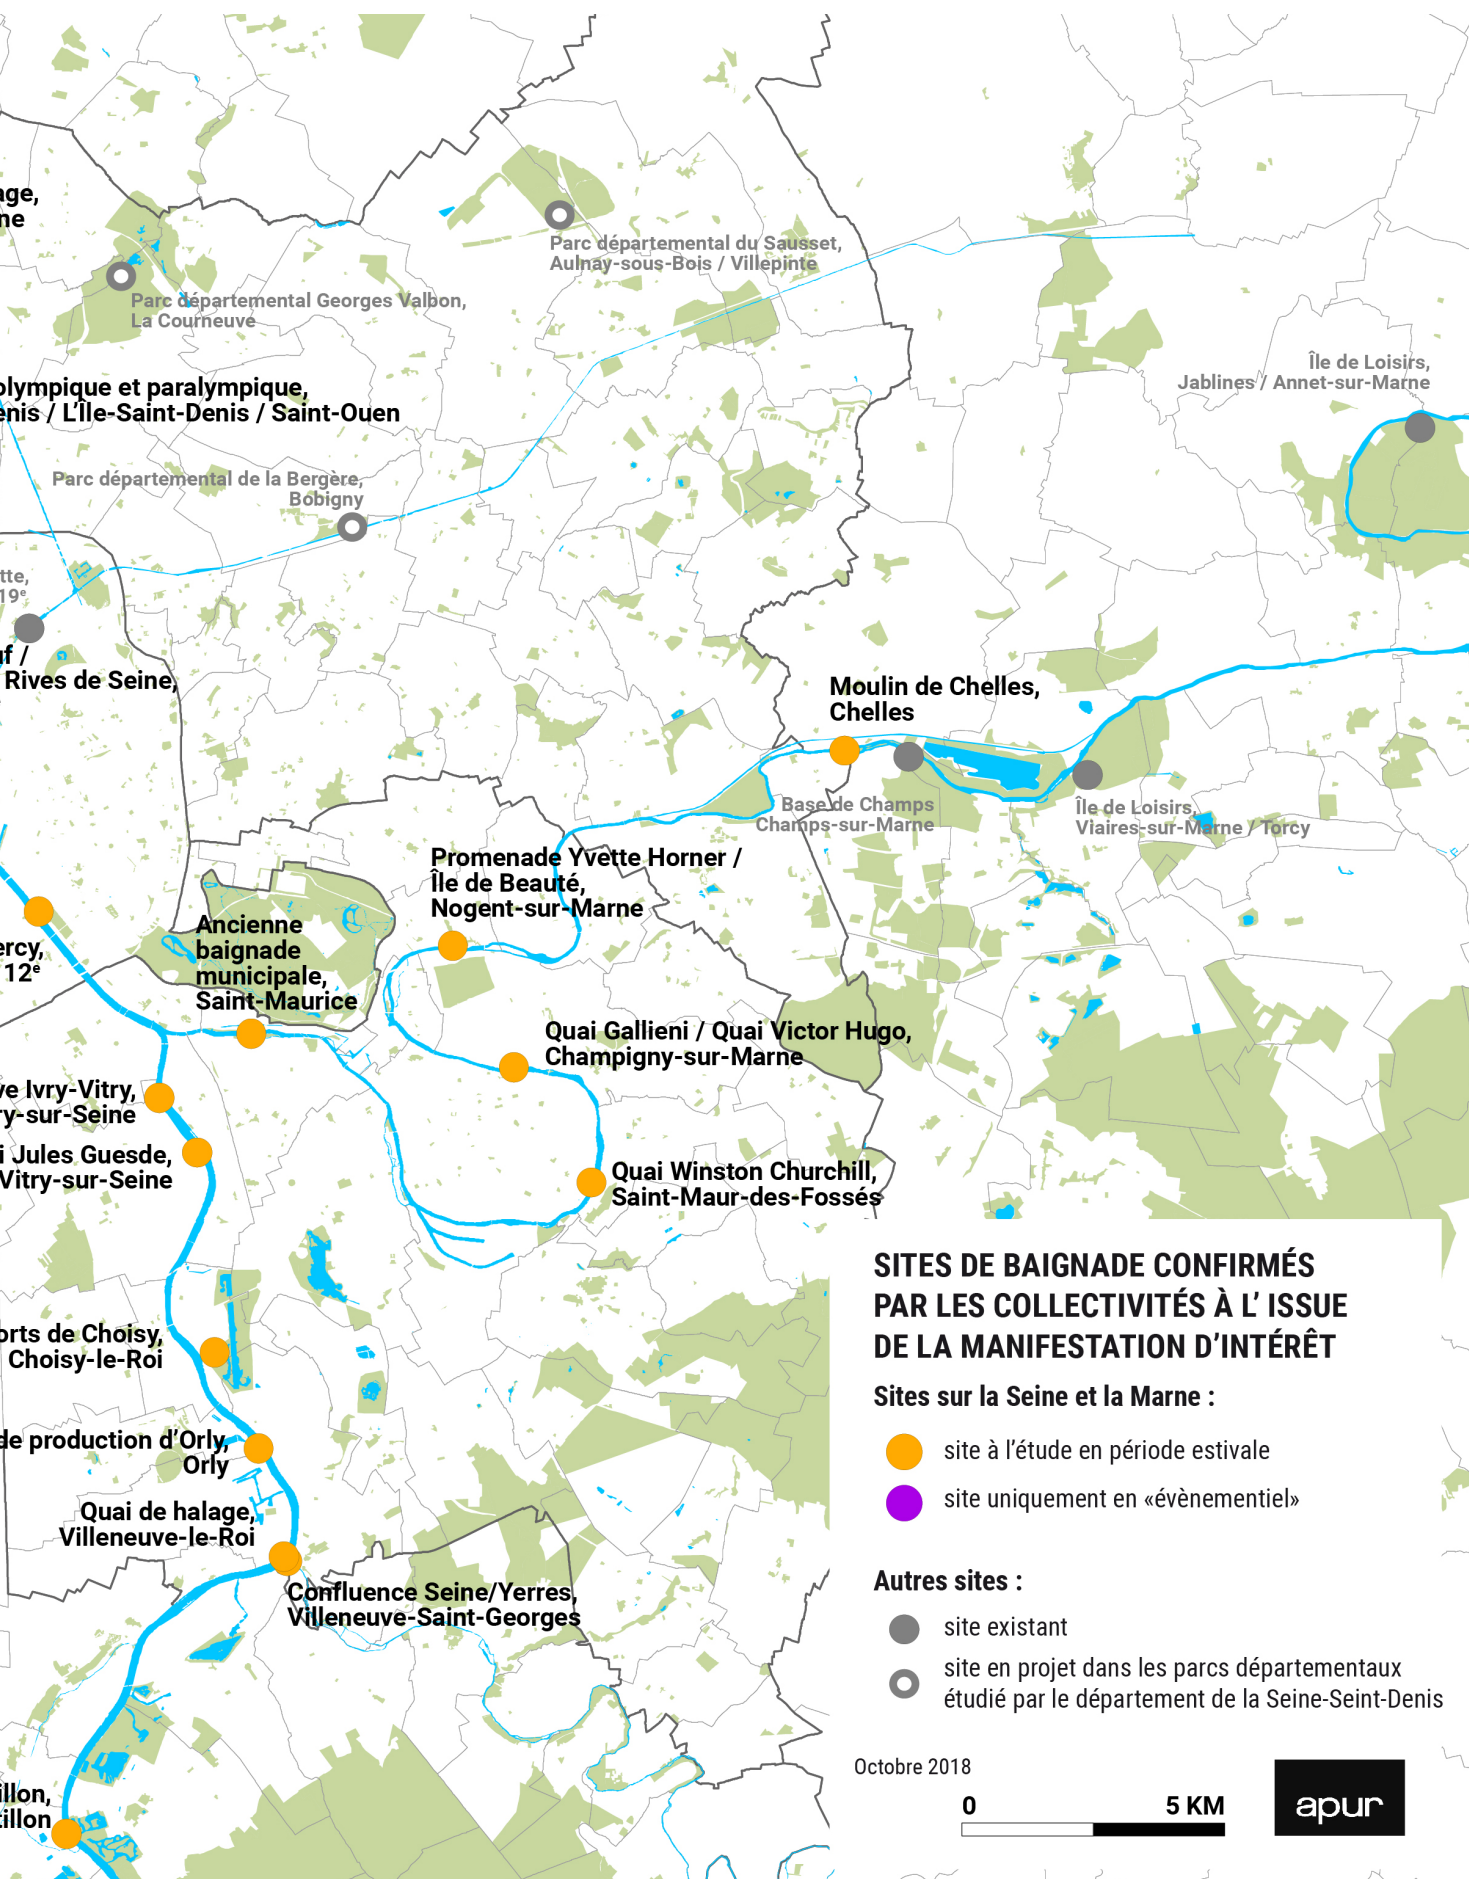 age,
ne
Parc départemental du Sausset,
Aulnay-sous-Bois / Villepinte
Parc départemental Georges Valbon,
La Courneuve
Île de Loisirs,
Jablines / Annet-sur-Marne
olympique et paralympique,
enis / L'Île-Saint-Denis / Saint-Ouen
Parc départemental de la Bergère,
Bobigny
tte,
19e
uf /
Rives de Seine,
Moulin de Chelles,
Chelles
Base de Champs
Champs-sur-Marne
Île de Loisirs,
Viaires-sur-Marne / Torcy
Promenade Yvette Horner /
Île de Beauté,
Nogent-sur-Marne
Ancienne
baignade
municipale,
Saint-Maurice
ercy,
12e
Quai Gallieni / Quai Victor Hugo,
Champigny-sur-Marne
ve Ivry-Vitry,
ry-sur-Seine
i Jules Guesde,
Vitry-sur-Seine
Quai Winston Churchill,
Saint-Maur-des-Fossés
orts de Choisy,
Choisy-le-Roi
de production d'Orly,
Orly
Quai de halage,
Villeneuve-le-Roi
Confluence Seine/Yerres,
Villeneuve-Saint-Georges
illon,
tillon
SITES DE BAIGNADE CONFIRMÉS
PAR LES COLLECTIVITÉS À L' ISSUE
DE LA MANIFESTATION D'INTÉRÊT
Sites sur la Seine et la Marne :
site à l'étude en période estivale
site uniquement en «évènementiel»
Autres sites :
site existant
site en projet dans les parcs départementaux
étudié par le département de la Seine-Seint-Denis
Octobre 2018
0 5 KM
apur